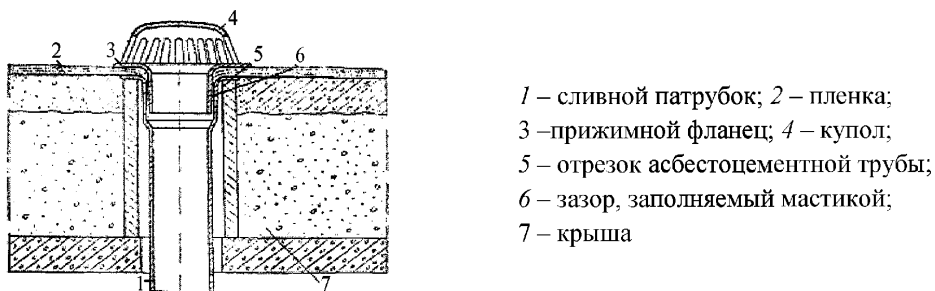 4
3
5
6
2
1
7
1 – сливной патрубок; 2 – пленка;
3 –прижимной фланец; 4 – купол;
5 – отрезок асбестоцементной трубы;
6 – зазор, заполняемый мастикой;
7 – крыша